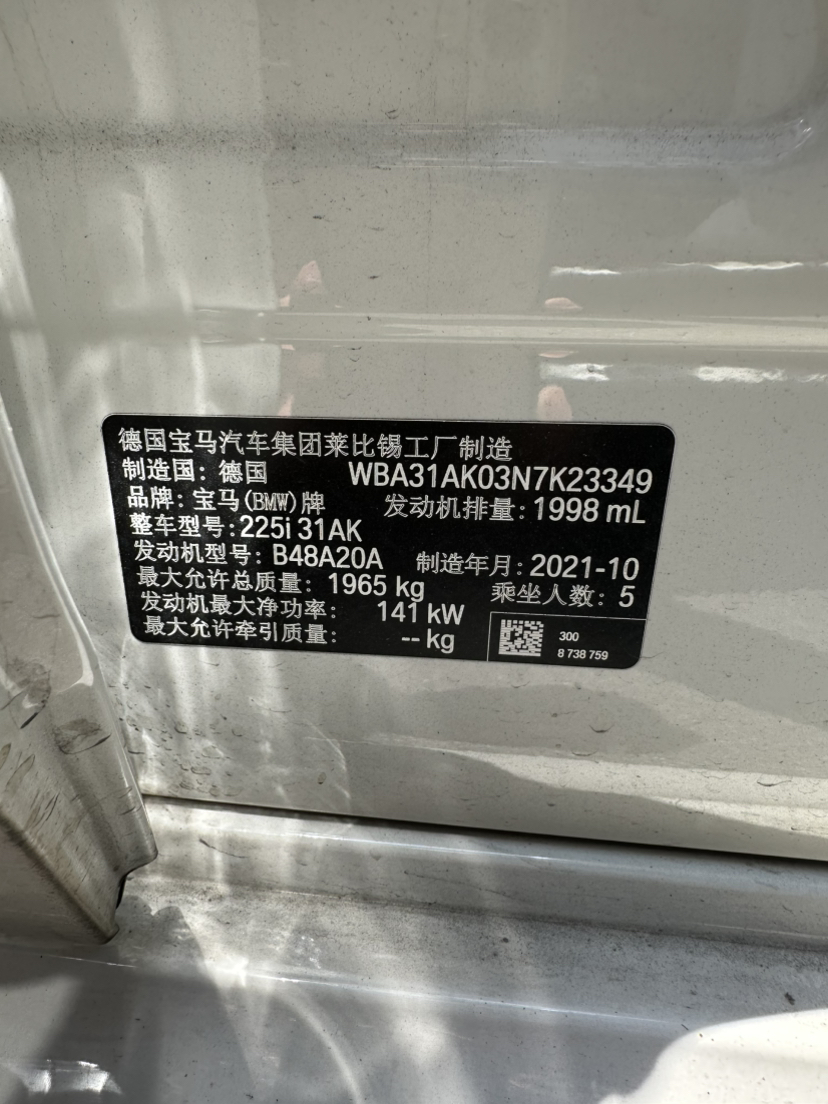 德国宝马汽车集团莱比锡工厂制造
制造国: 德国 WBA31AK03N7K23349
品牌: 宝马(BMW)牌 发动机排量: 1998 mL
整车型号: 225i 31AK
发动机型号: B48A20A 制造年月: 2021-10
最大允许总质量: 1965 kg 乘坐人数: 5
发动机最大净功率: 141 kW
最大允许牵引质量: -- kg
300
8 738 759